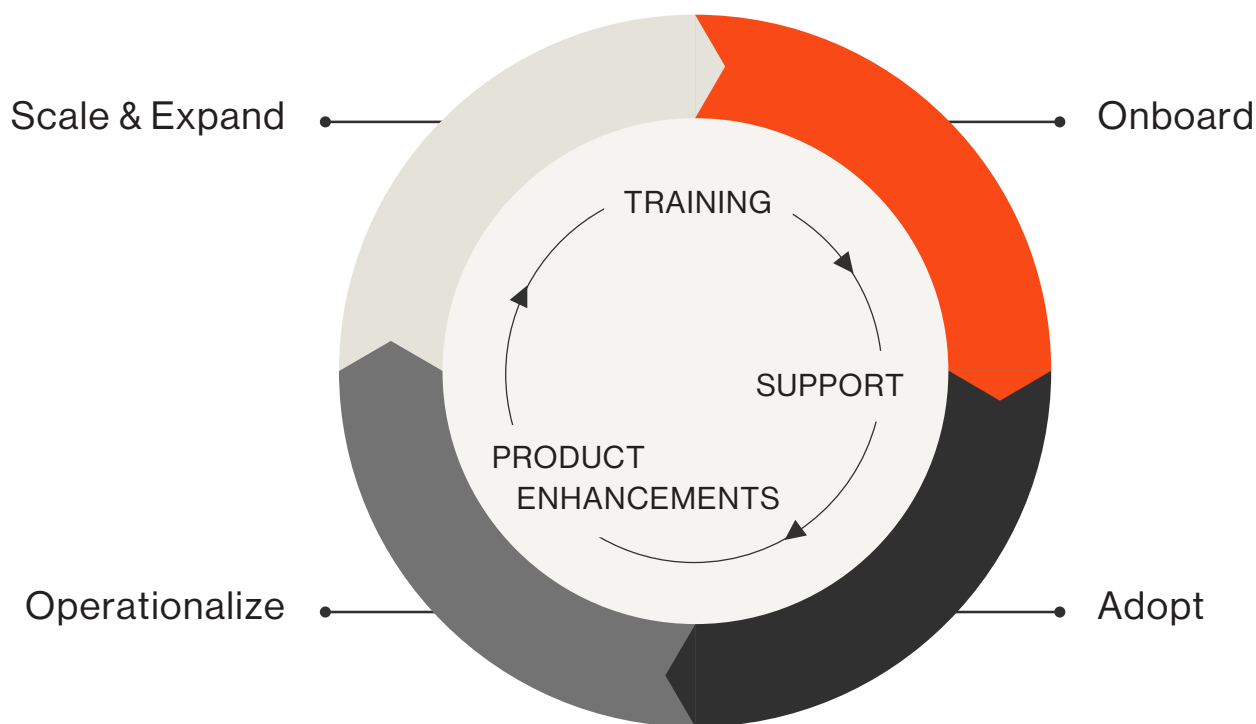 Scale & Expand
Onboard
TRAINING
SUPPORT
PRODUCT
ENHANCEMENTS
Operationalize
Adopt